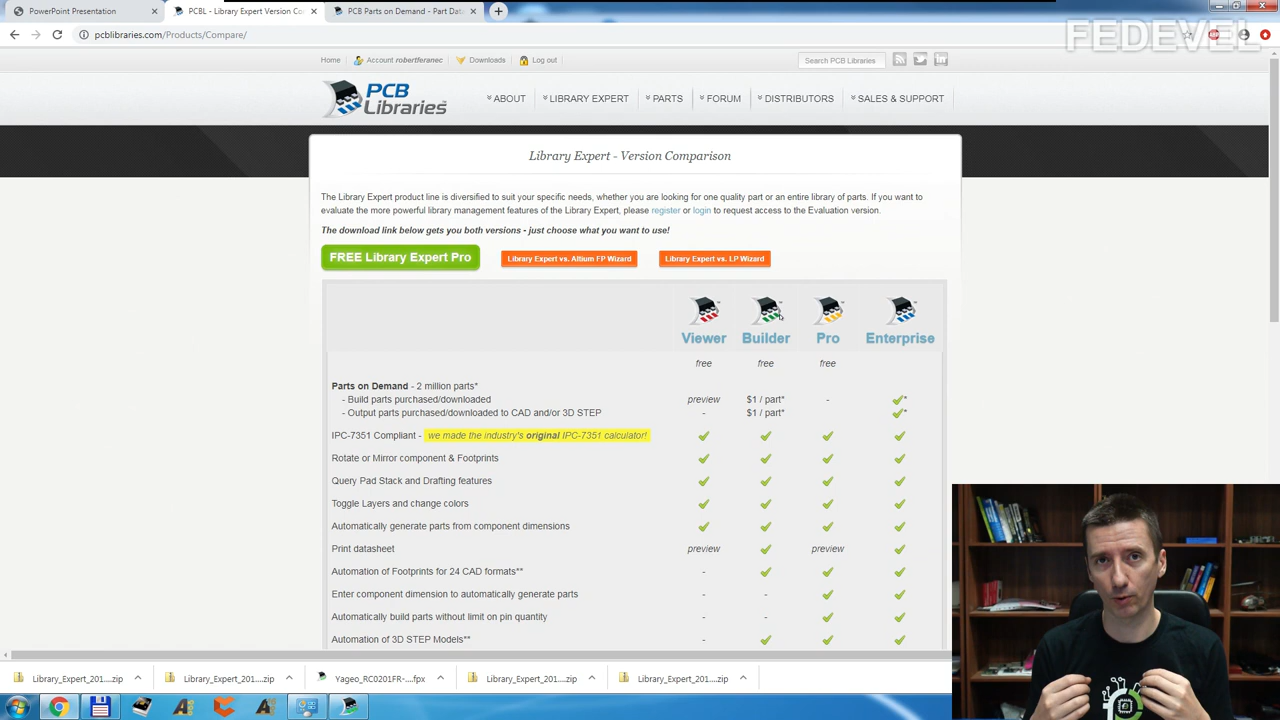 PowerPoint Presentation
PCBL - Library Expert Version Co
PCB Parts on Demand - Part Dat
FEDEVEL
pcblibraries.com/Products/Compare/
Home
Account robertferanec
Downloads
Log out
Search PCB Libraries
PCB
Libraries
ABOUT
LIBRARY EXPERT
PARTS
FORUM
DISTRIBUTORS
SALES & SUPPORT
Library Expert - Version Comparison
The Library Expert product line is diversified to suit your specific needs, whether you are looking for one quality part or an entire library of parts. If you want to
evaluate the more powerful library management features of the Library Expert, please register or login to request access to the Evaluation version.
The download link below gets you both versions - just choose what you want to use!
FREE Library Expert Pro
Library Expert vs. Altium FP Wizard
Library Expert vs. LP Wizard
Viewer Builder Pro Enterprise
free free free
Parts on Demand - 2 million parts*
- Build parts purchased/downloaded preview $1 / part* - *
- Output parts purchased/downloaded to CAD and/or 3D STEP - $1 / part* *
IPC-7351 Compliant - we made the industry's original IPC-7351 calculator!
Rotate or Mirror component & Footprints
Query Pad Stack and Drafting features
Toggle Layers and change colors
Automatically generate parts from component dimensions
Print datasheet preview preview
Automation of Footprints for 24 CAD formats** -
Enter component dimension to automatically generate parts - -
Automatically build parts without limit on pin quantity - -
Automation of 3D STEP Models** -
Library_Expert_201....zip
Library_Expert_201....zip
Yageo_RC0201FR-....fpx
Library_Expert_201....zip
Library_Expert_201....zip